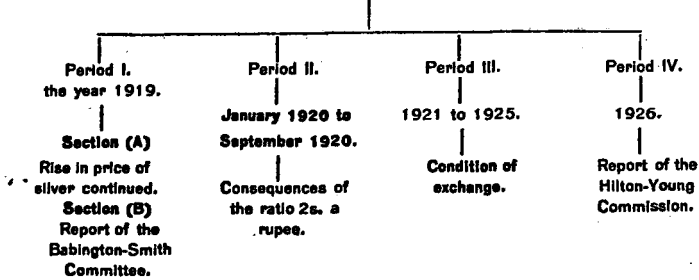 Period I.
the year 1919.
Section (A)
Rise in price of
silver continued.
Section (B)
Report of the
Babington-Smith
Committee.
Period II.
January 1920 to
September 1920.
Consequences of
the ratio 2s. a
rupee.
Period III.
1921 to 1925.
Condition of
exchange.
Period IV.
1926.
Report of the
Hilton-Young
Commission.